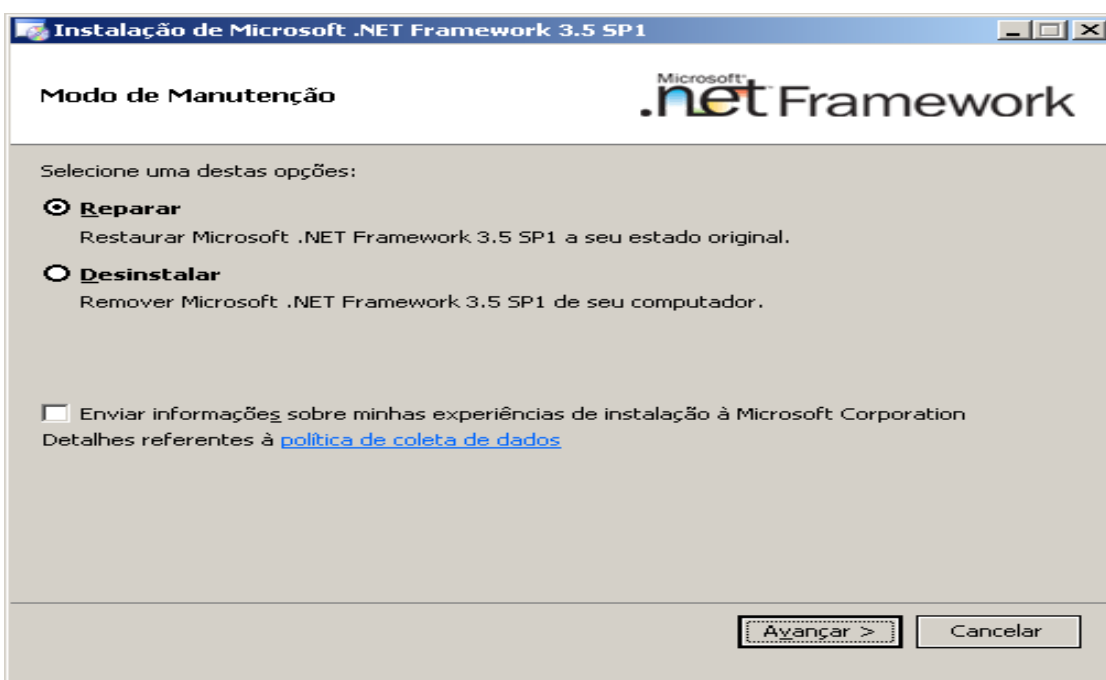 Instalação de Microsoft .NET Framework 3.5 SP1
Modo de Manutenção
Microsoft
.net Framework
Selecione uma destas opções:
Reparar
Restaurar Microsoft .NET Framework 3.5 SP1 a seu estado original.
Desinstalar
Remover Microsoft .NET Framework 3.5 SP1 de seu computador.
Enviar informações sobre minhas experiências de instalação à Microsoft Corporation
Detalhes referentes à política de coleta de dados
Avançar >
Cancelar